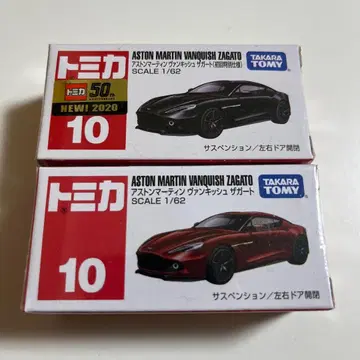 トミカ
ASTON MARTIN VANQUISH ZAGATO
アストンマーティン ヴァンキッシュ ザガート(初回特別仕様)
SCALE 1/62
TAKARA
TOMY
トミカ
50th
ANNIVERSARY
NEW! 2020
10
サスペンション/左右ドア開閉
トミカ
ASTON MARTIN VANQUISH ZAGATO
アストンマーティン ヴァンキッシュ ザガート
SCALE 1/62
TAKARA
TOMY
10
サスペンション/左右ドア開閉